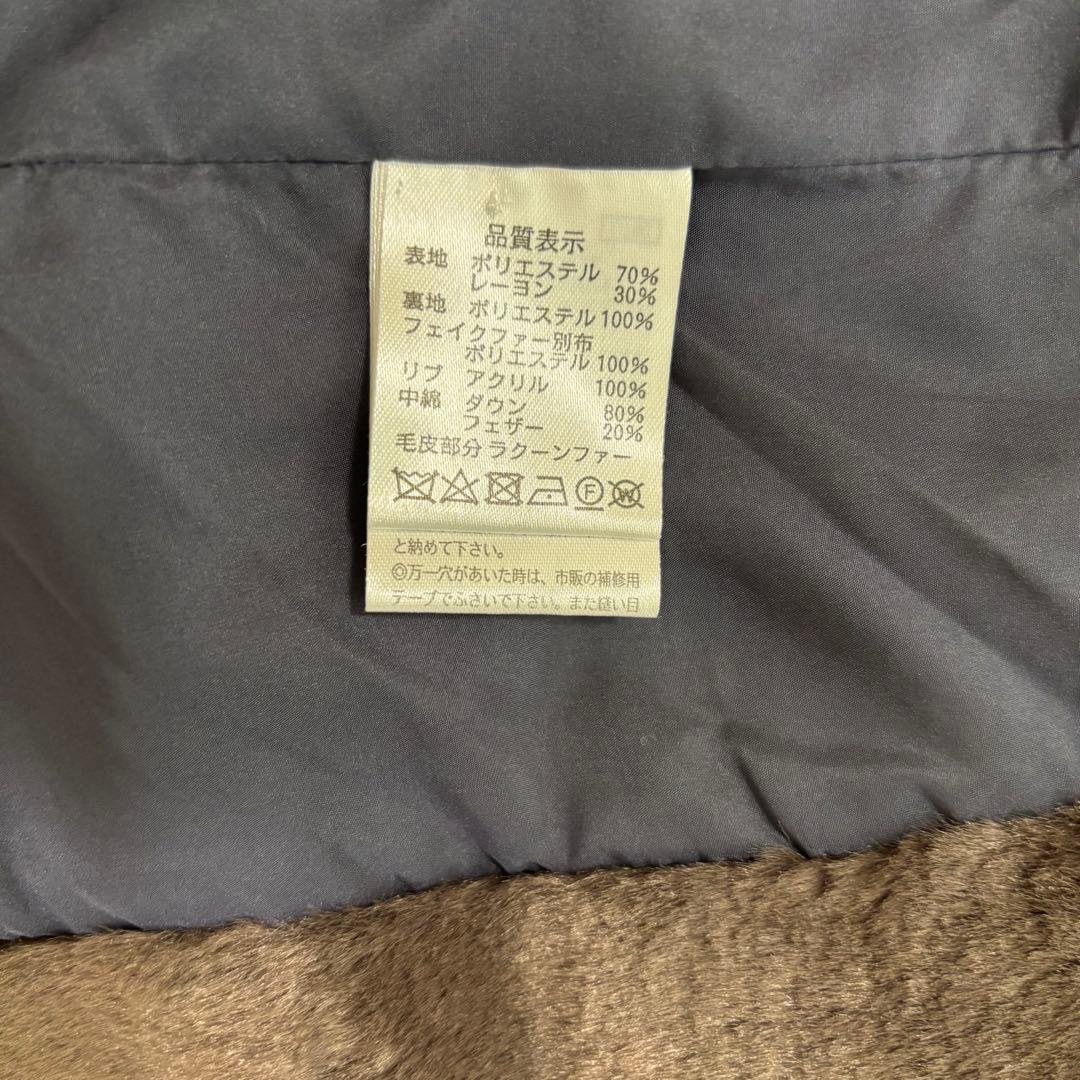 品質表示
表地 ポリエステル 70%
レーヨン 30%
裏地 ポリエステル 100%
フェイクファー別布
ポリエステル 100%
リブ アクリル 100%
中綿 ダウン 80%
フェザー 20%
毛皮部分 ラクーンファー
F W
と納めて下さい。
◎万一穴があいた時は、市販の補修用
テープでふさいで下さい。また縫い目